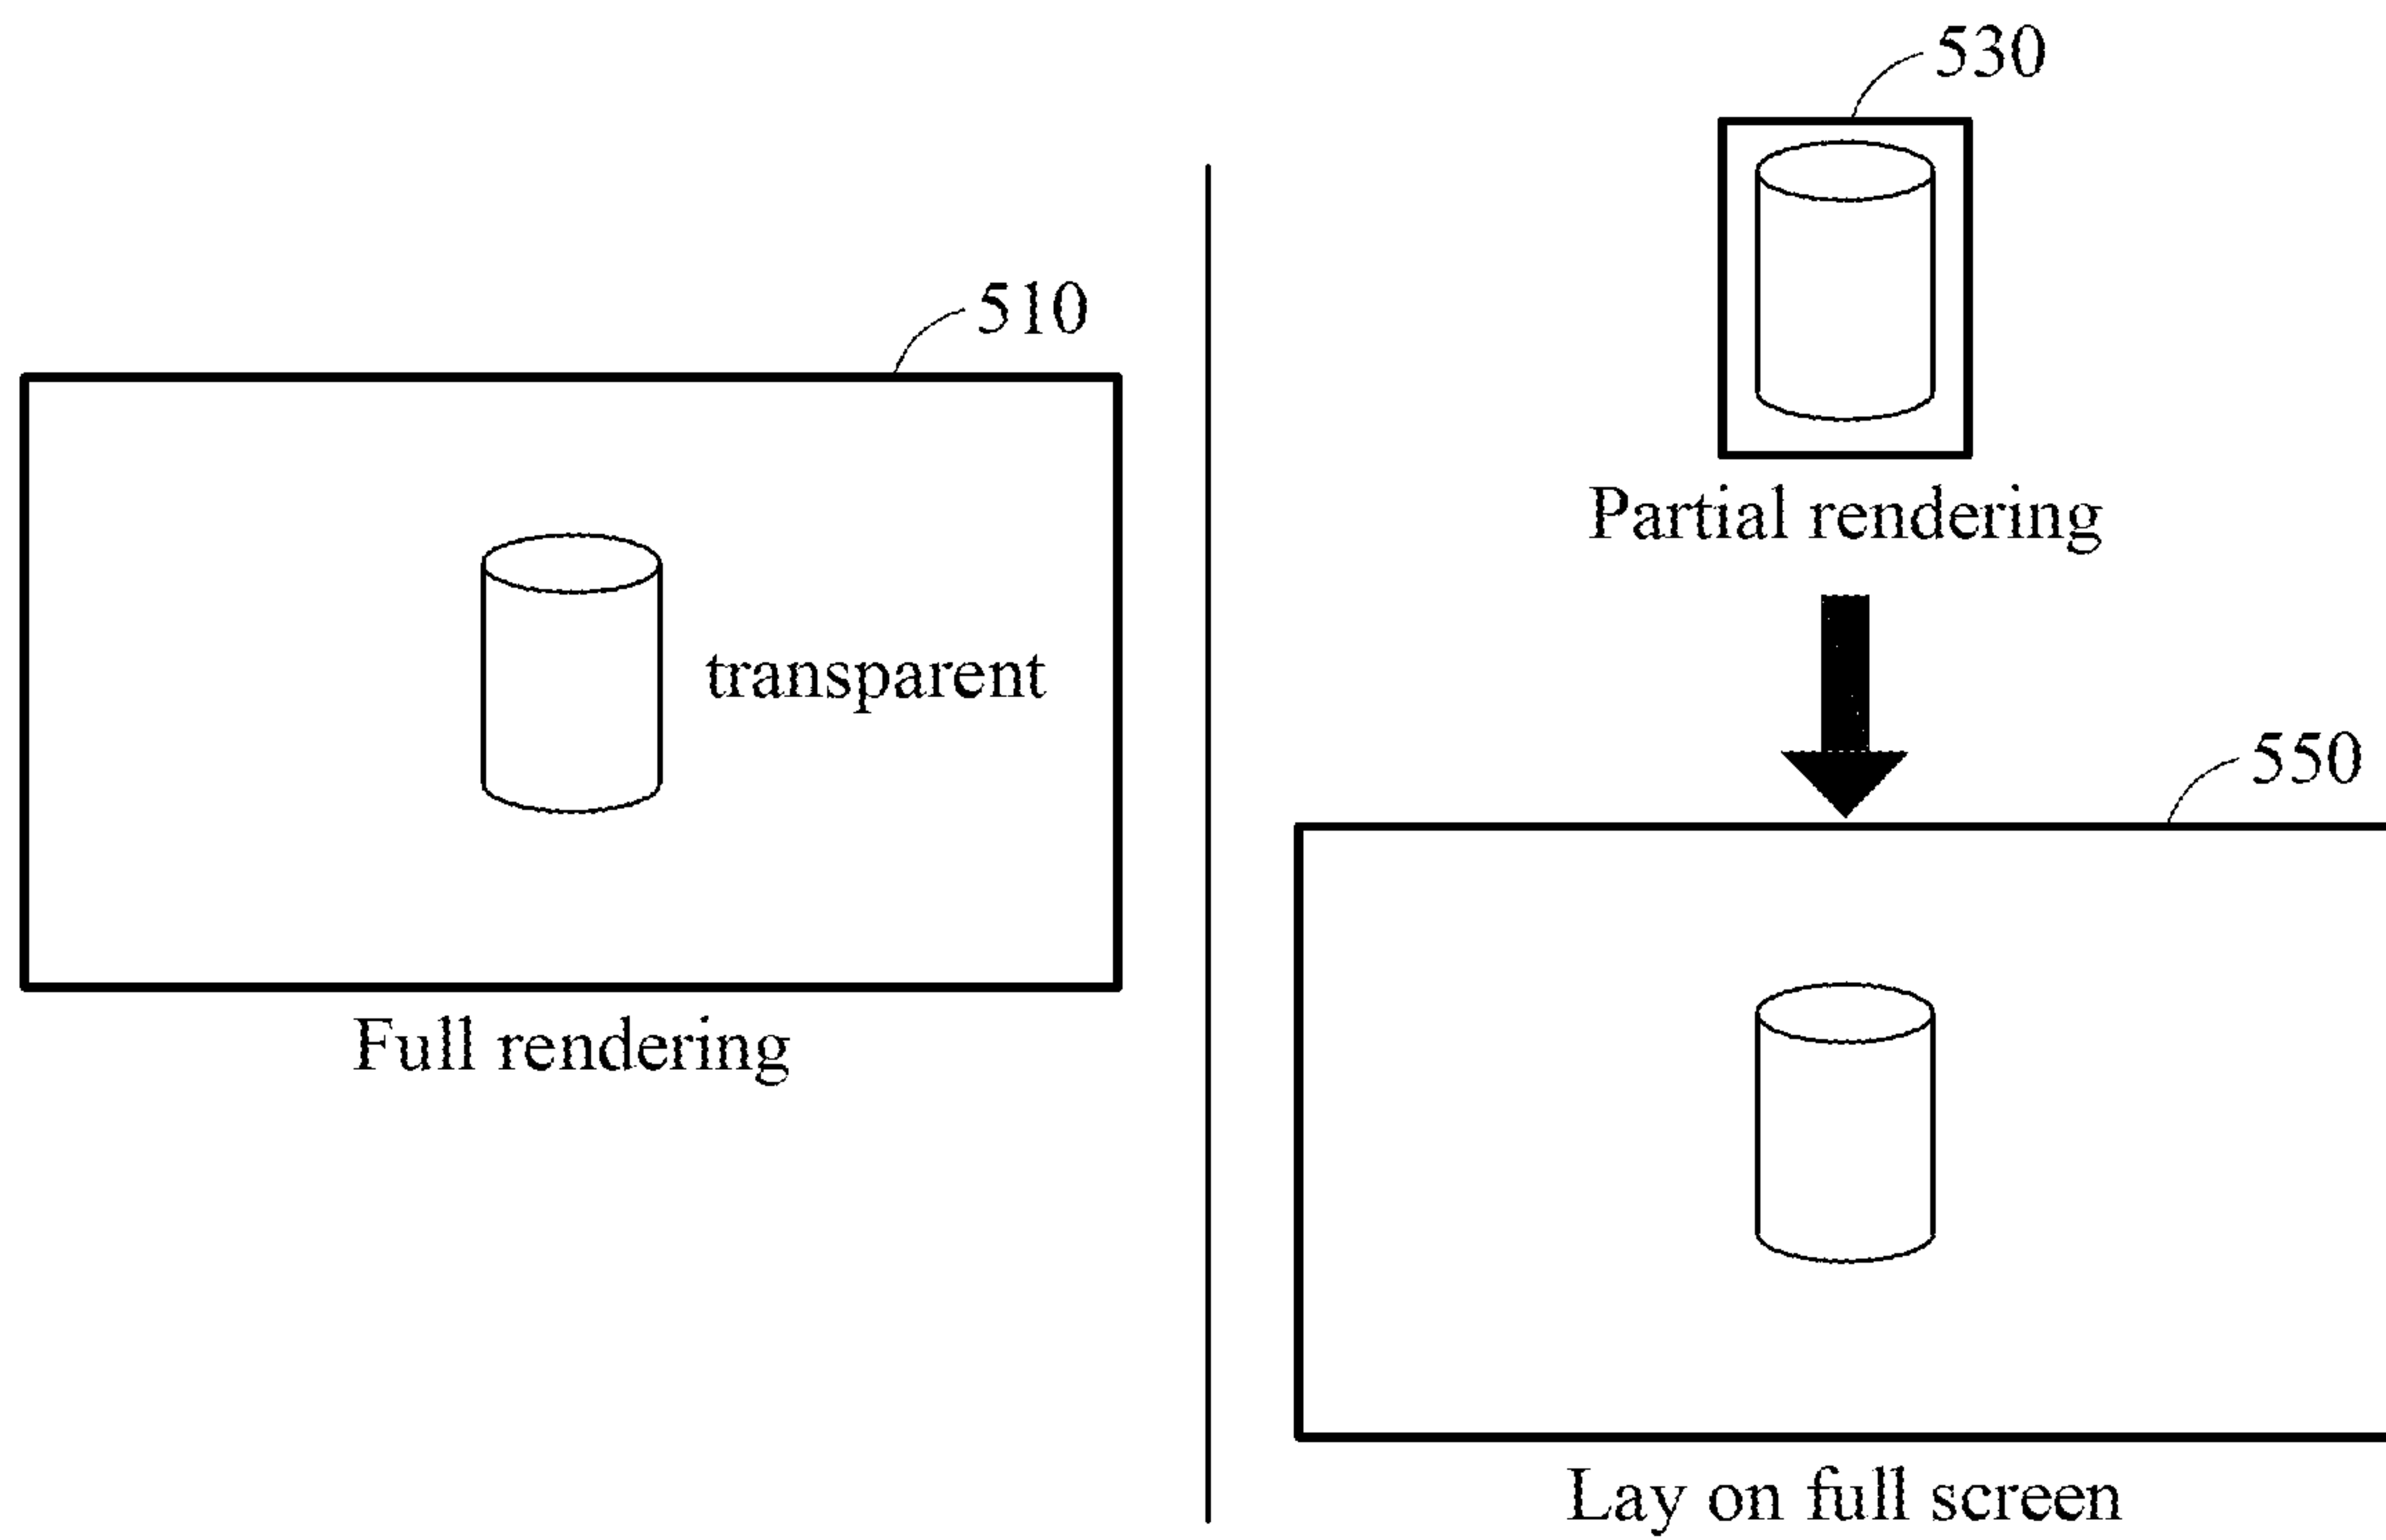 510
transparent
Full rendering
530
Partial rendering
550
Lay on full screen